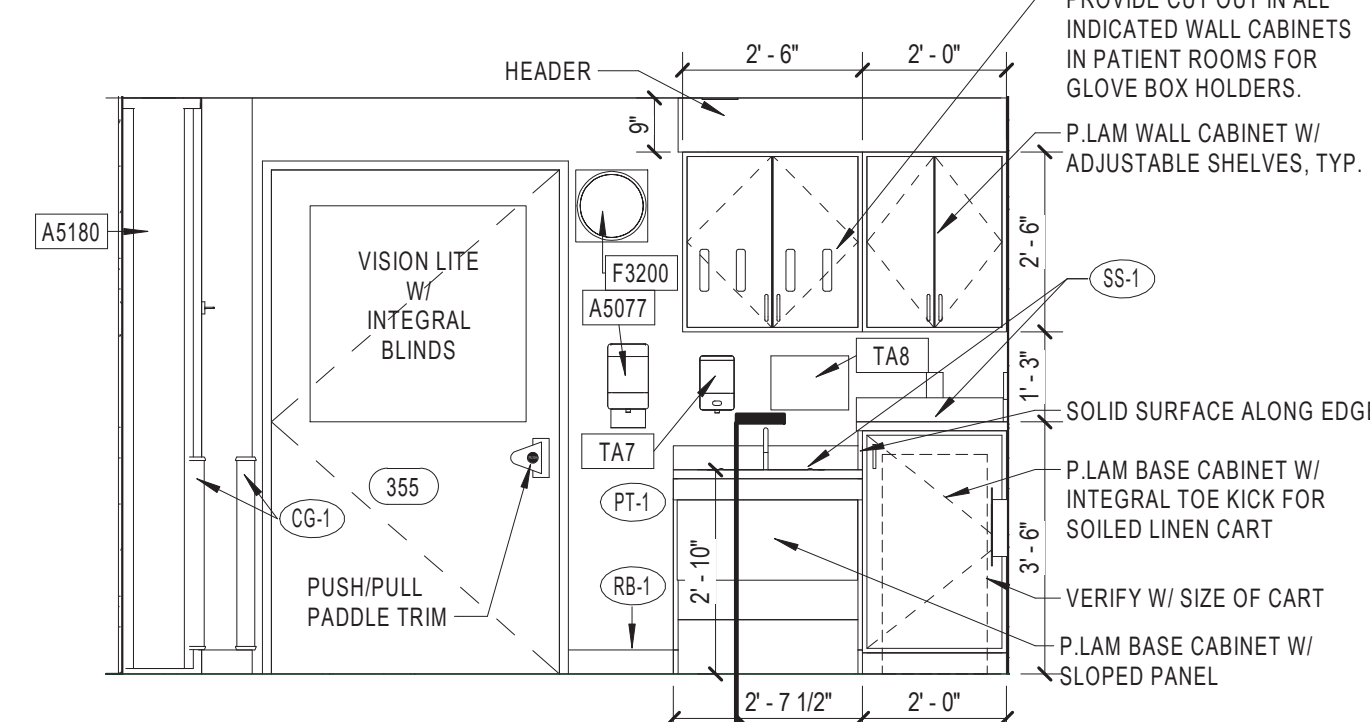 PROVIDE CUT OUT IN ALL
INDICATED WALL CABINETS
IN PATIENT ROOMS FOR
GLOVE BOX HOLDERS.
2' - 6"
2' - 0"
HEADER
9"
P.LAM WALL CABINET W/
ADJUSTABLE SHELVES, TYP.
A5180
VISION LITE
W/
INTEGRAL
BLINDS
F3200
A5077
2' - 6"
SS-1
TA8
1' - 3"
SOLID SURFACE ALONG EDG
TA7
355
CG-1
PT-1
P.LAM BASE CABINET W/
INTEGRAL TOE KICK FOR
SOILED LINEN CART
3' - 6"
2' - 10"
PUSH/PULL
PADDLE TRIM
RB-1
VERIFY W/ SIZE OF CART
P.LAM BASE CABINET W/
SLOPED PANEL
2' - 7 1/2"
2' - 0"